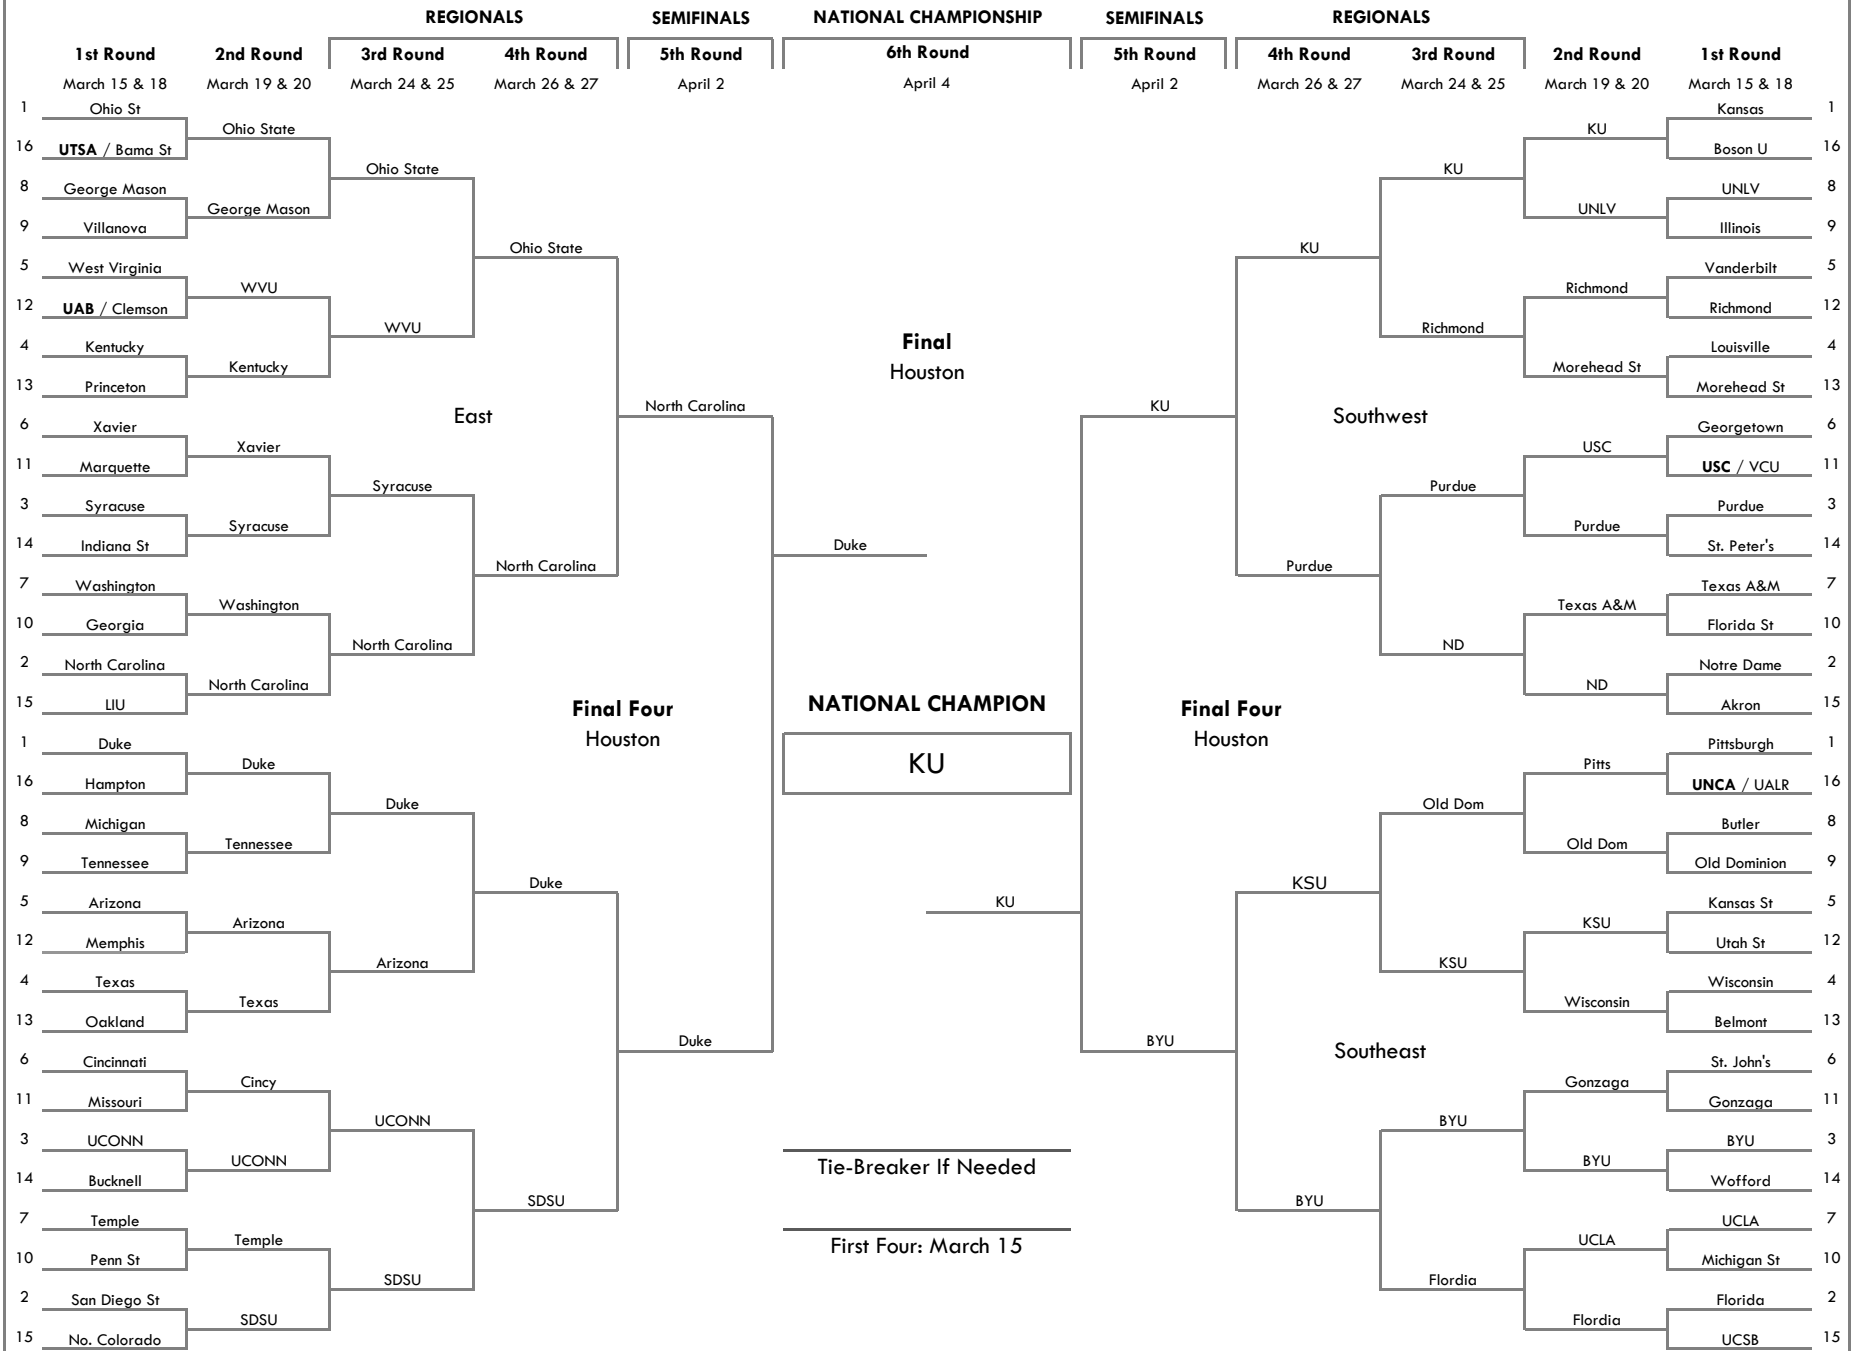 REGIONALS SEMIFINALS NATIONAL CHAMPIONSHIP SEMIFINALS REGIONALS
1st Round 2nd Round 3rd Round 4th Round 5th Round 6th Round 5th Round 4th Round 3rd Round 2nd Round 1st Round
March 15 & 18 March 19 & 20 March 24 & 25 March 26 & 27 April 2 April 4 April 2 March 26 & 27 March 24 & 25 March 19 & 20 March 15 & 18
1 Ohio St Kansas 1
Ohio State KU
16 UTSA / Bama St Boson U 16
Ohio State KU
8 George Mason UNLV 8
George Mason UNLV
9 Villanova Illinois 9
Ohio State KU
5 West Virginia Vanderbilt 5
WVU Richmond
12 UAB / Clemson Richmond 12
WVU Richmond
Final
4 Kentucky Louisville 4
Kentucky Houston Morehead St
13 Princeton Morehead St 13
North Carolina KU
East Southwest
6 Xavier Georgetown 6
Xavier USC
11 Marquette USC / VCU 11
Syracuse Purdue
3 Syracuse Purdue 3
Syracuse Purdue
14 Indiana St Duke St. Peter's 14
North Carolina Purdue
7 Washington Texas A&M 7
Washington Texas A&M
10 Georgia Florida St 10
North Carolina ND
2 North Carolina Notre Dame 2
North Carolina ND
15 LIU NATIONAL CHAMPION Akron 15
Final Four Final Four
Houston Houston
1 Duke Pittsburgh 1
Duke KU Pitts
16 Hampton UNCA / UALR 16
Duke Old Dom
8 Michigan Butler 8
Tennessee Old Dom
9 Tennessee Old Dominion 9
Duke KSU
5 Arizona KU Kansas St 5
Arizona KSU
12 Memphis Utah St 12
Arizona KSU
4 Texas Wisconsin 4
Texas Wisconsin
13 Oakland Belmont 13
Duke BYU
Southeast
6 Cincinnati St. John's 6
Cincy Gonzaga
11 Missouri Gonzaga 11
UCONN BYU
3 UCONN BYU 3
UCONN BYU
Tie-Breaker If Needed
14 Bucknell Wofford 14
SDSU BYU
7 Temple UCLA 7
Temple UCLA
First Four: March 15
10 Penn St Michigan St 10
SDSU Flordia
2 San Diego St Florida 2
SDSU Flordia
15 No. Colorado UCSB 15